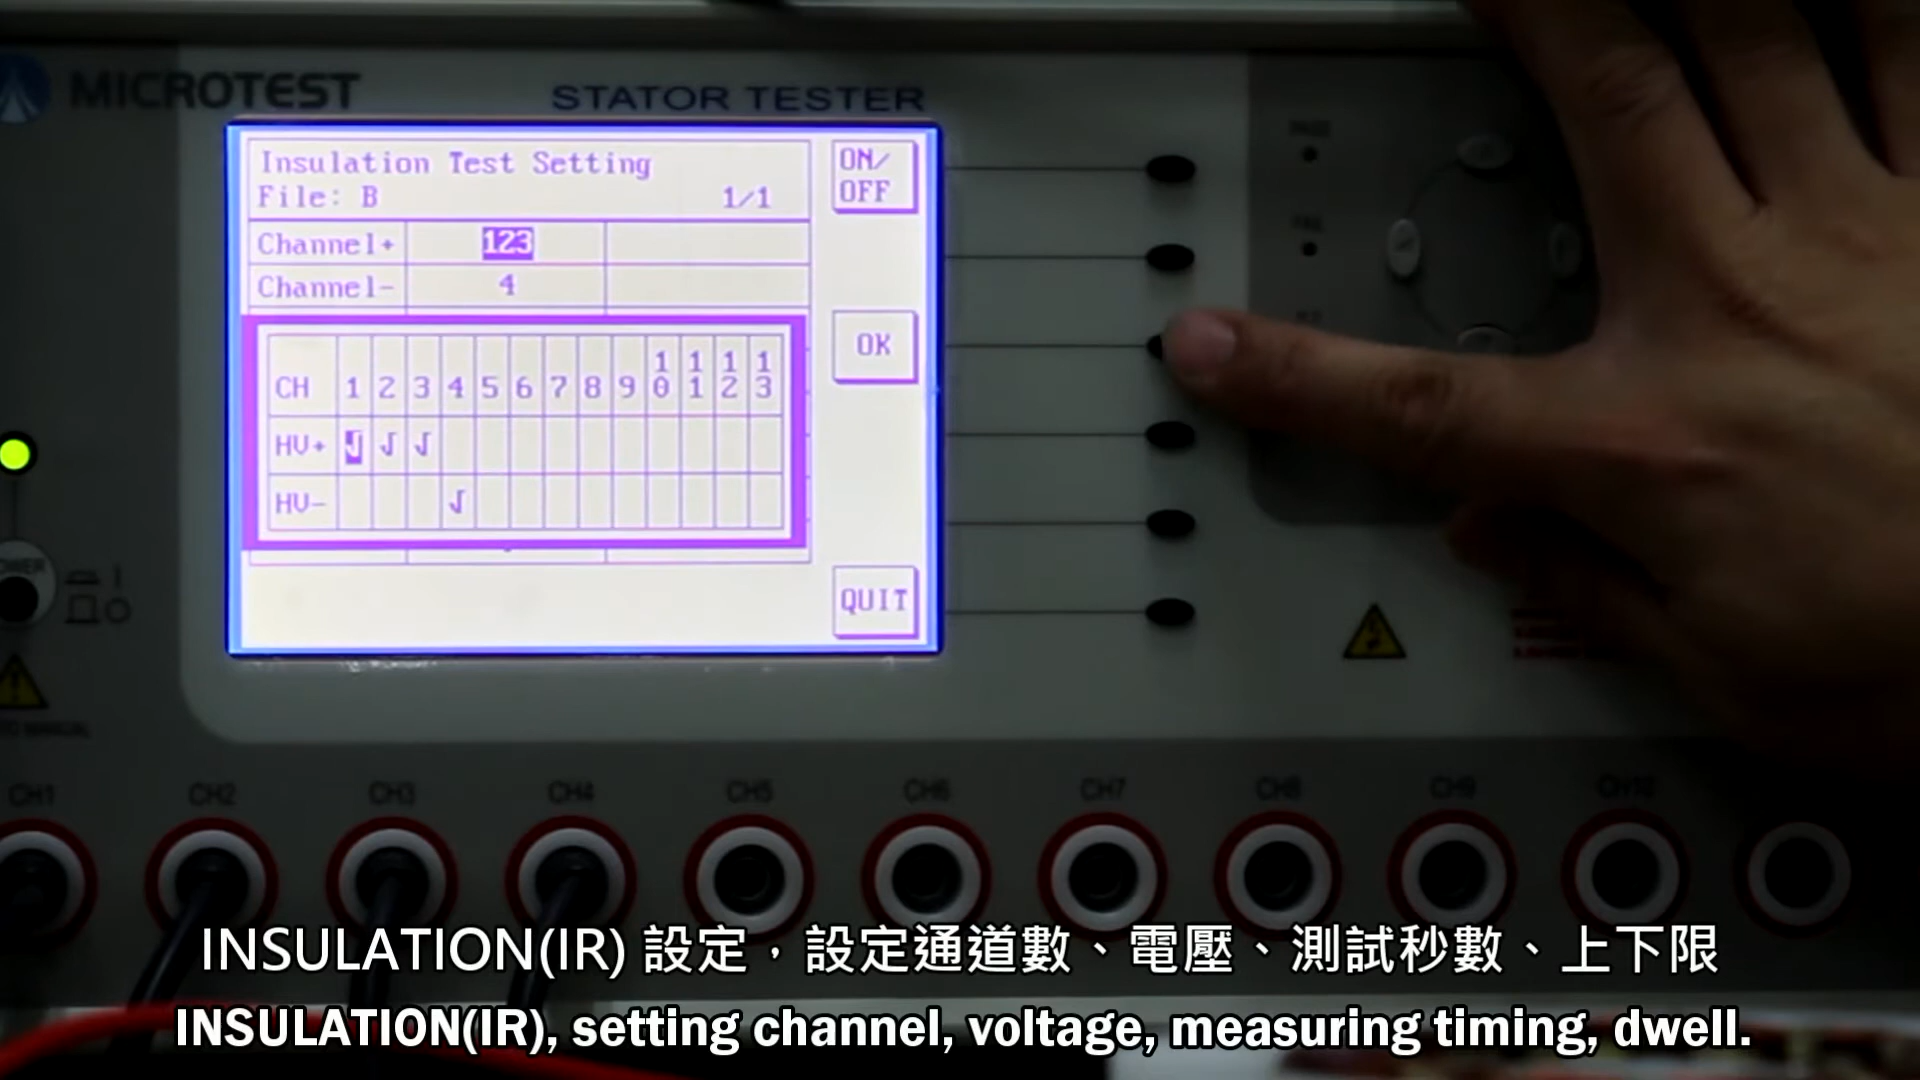 MICROTEST
STATOR TESTER
Insulation Test Setting
File: B 1/1
Channel+ 123
Channel- 4
CH 1 2 3 4 5 6 7 8 9 10 11 12 13
HV+ √ √ √
HV- √
ON/
OFF
OK
QUIT
PASS
POWER
CH1 CH2 CH3 CH4 CH5 CH6 CH7 CH8 CH9 CH10
INSULATION(IR) 設定，設定通道數、電壓、測試秒數、上下限
INSULATION(IR), setting channel, voltage, measuring timing, dwell.